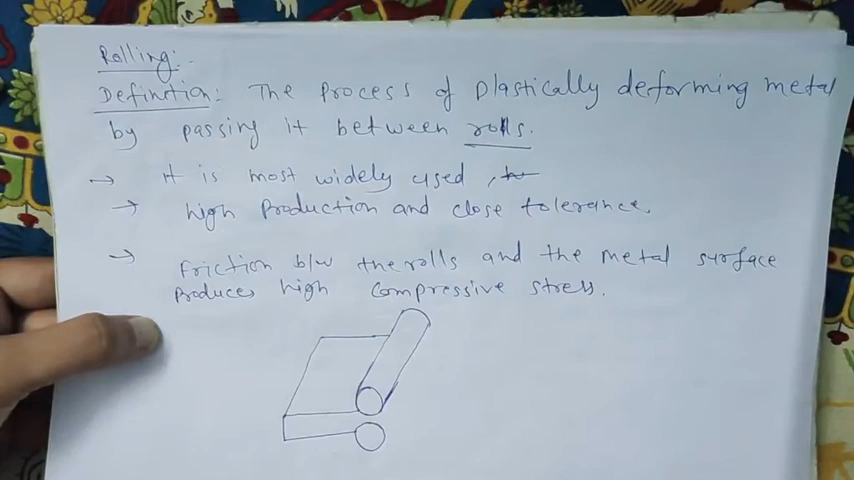 Rolling:-
Definition: The process of plastically deforming metal
by passing it between rolls.
→ It is most widely used,
→ high production and close tolerance.
→ Friction b/w the rolls and the metal surface
produces high compressive stress.